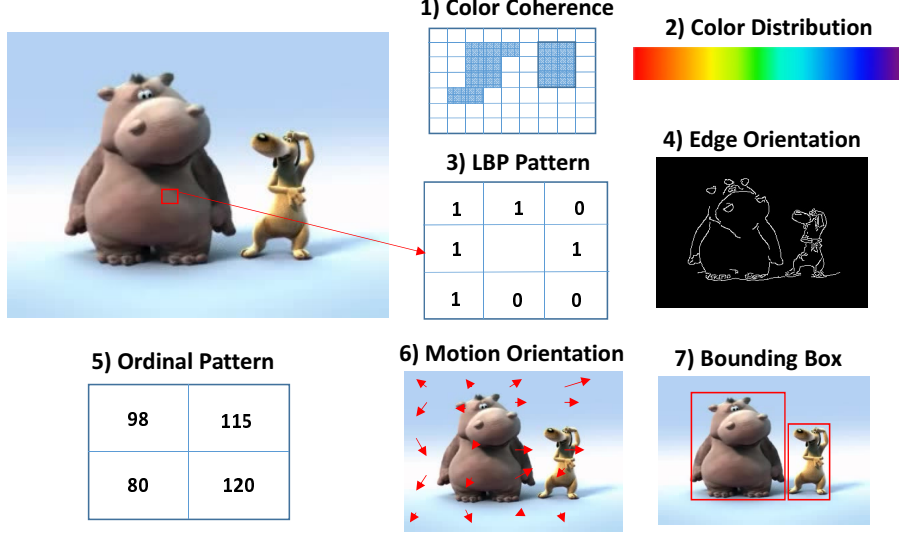 1) Color Coherence
2) Color Distribution
3) LBP Pattern
1 1 0
1 1
1 0 0
4) Edge Orientation
5) Ordinal Pattern
98 115
80 120
6) Motion Orientation
7) Bounding Box